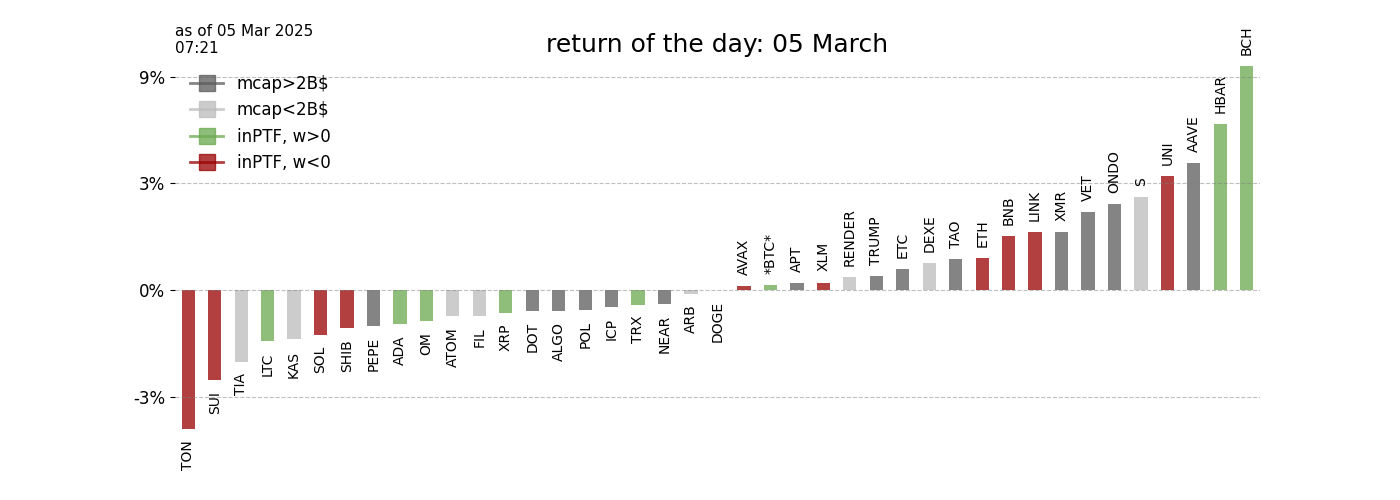 as of 05 Mar 2025
07:21
return of the day: 05 March
mcap>2B$
mcap<2B$
inPTF, w>0
inPTF, w<0
9%
3%
0%
-3%
TON
SUI
TIA
LTC
KAS
SOL
SHIB
PEPE
ADA
OM
ATOM
FIL
XRP
DOT
ALGO
POL
ICP
TRX
NEAR
ARB
DOGE
AVAX
*BTC*
APT
XLM
RENDER
TRUMP
ETC
DEXE
TAO
ETH
BNB
LINK
XMR
VET
ONDO
S
UNI
AAVE
HBAR
BCH